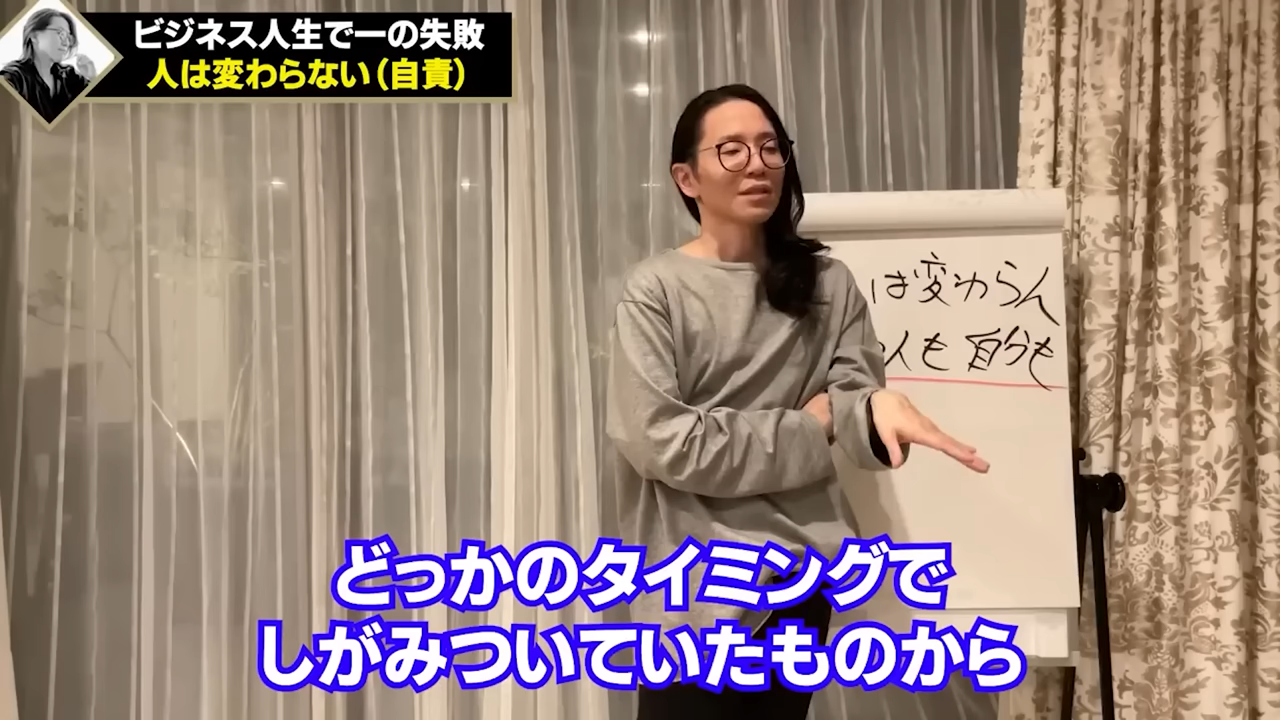 ビジネス人生で一の失敗
人は変わらない（自責）
は変わらん
人も 自分も
どっかのタイミングで
しがみついていたものから